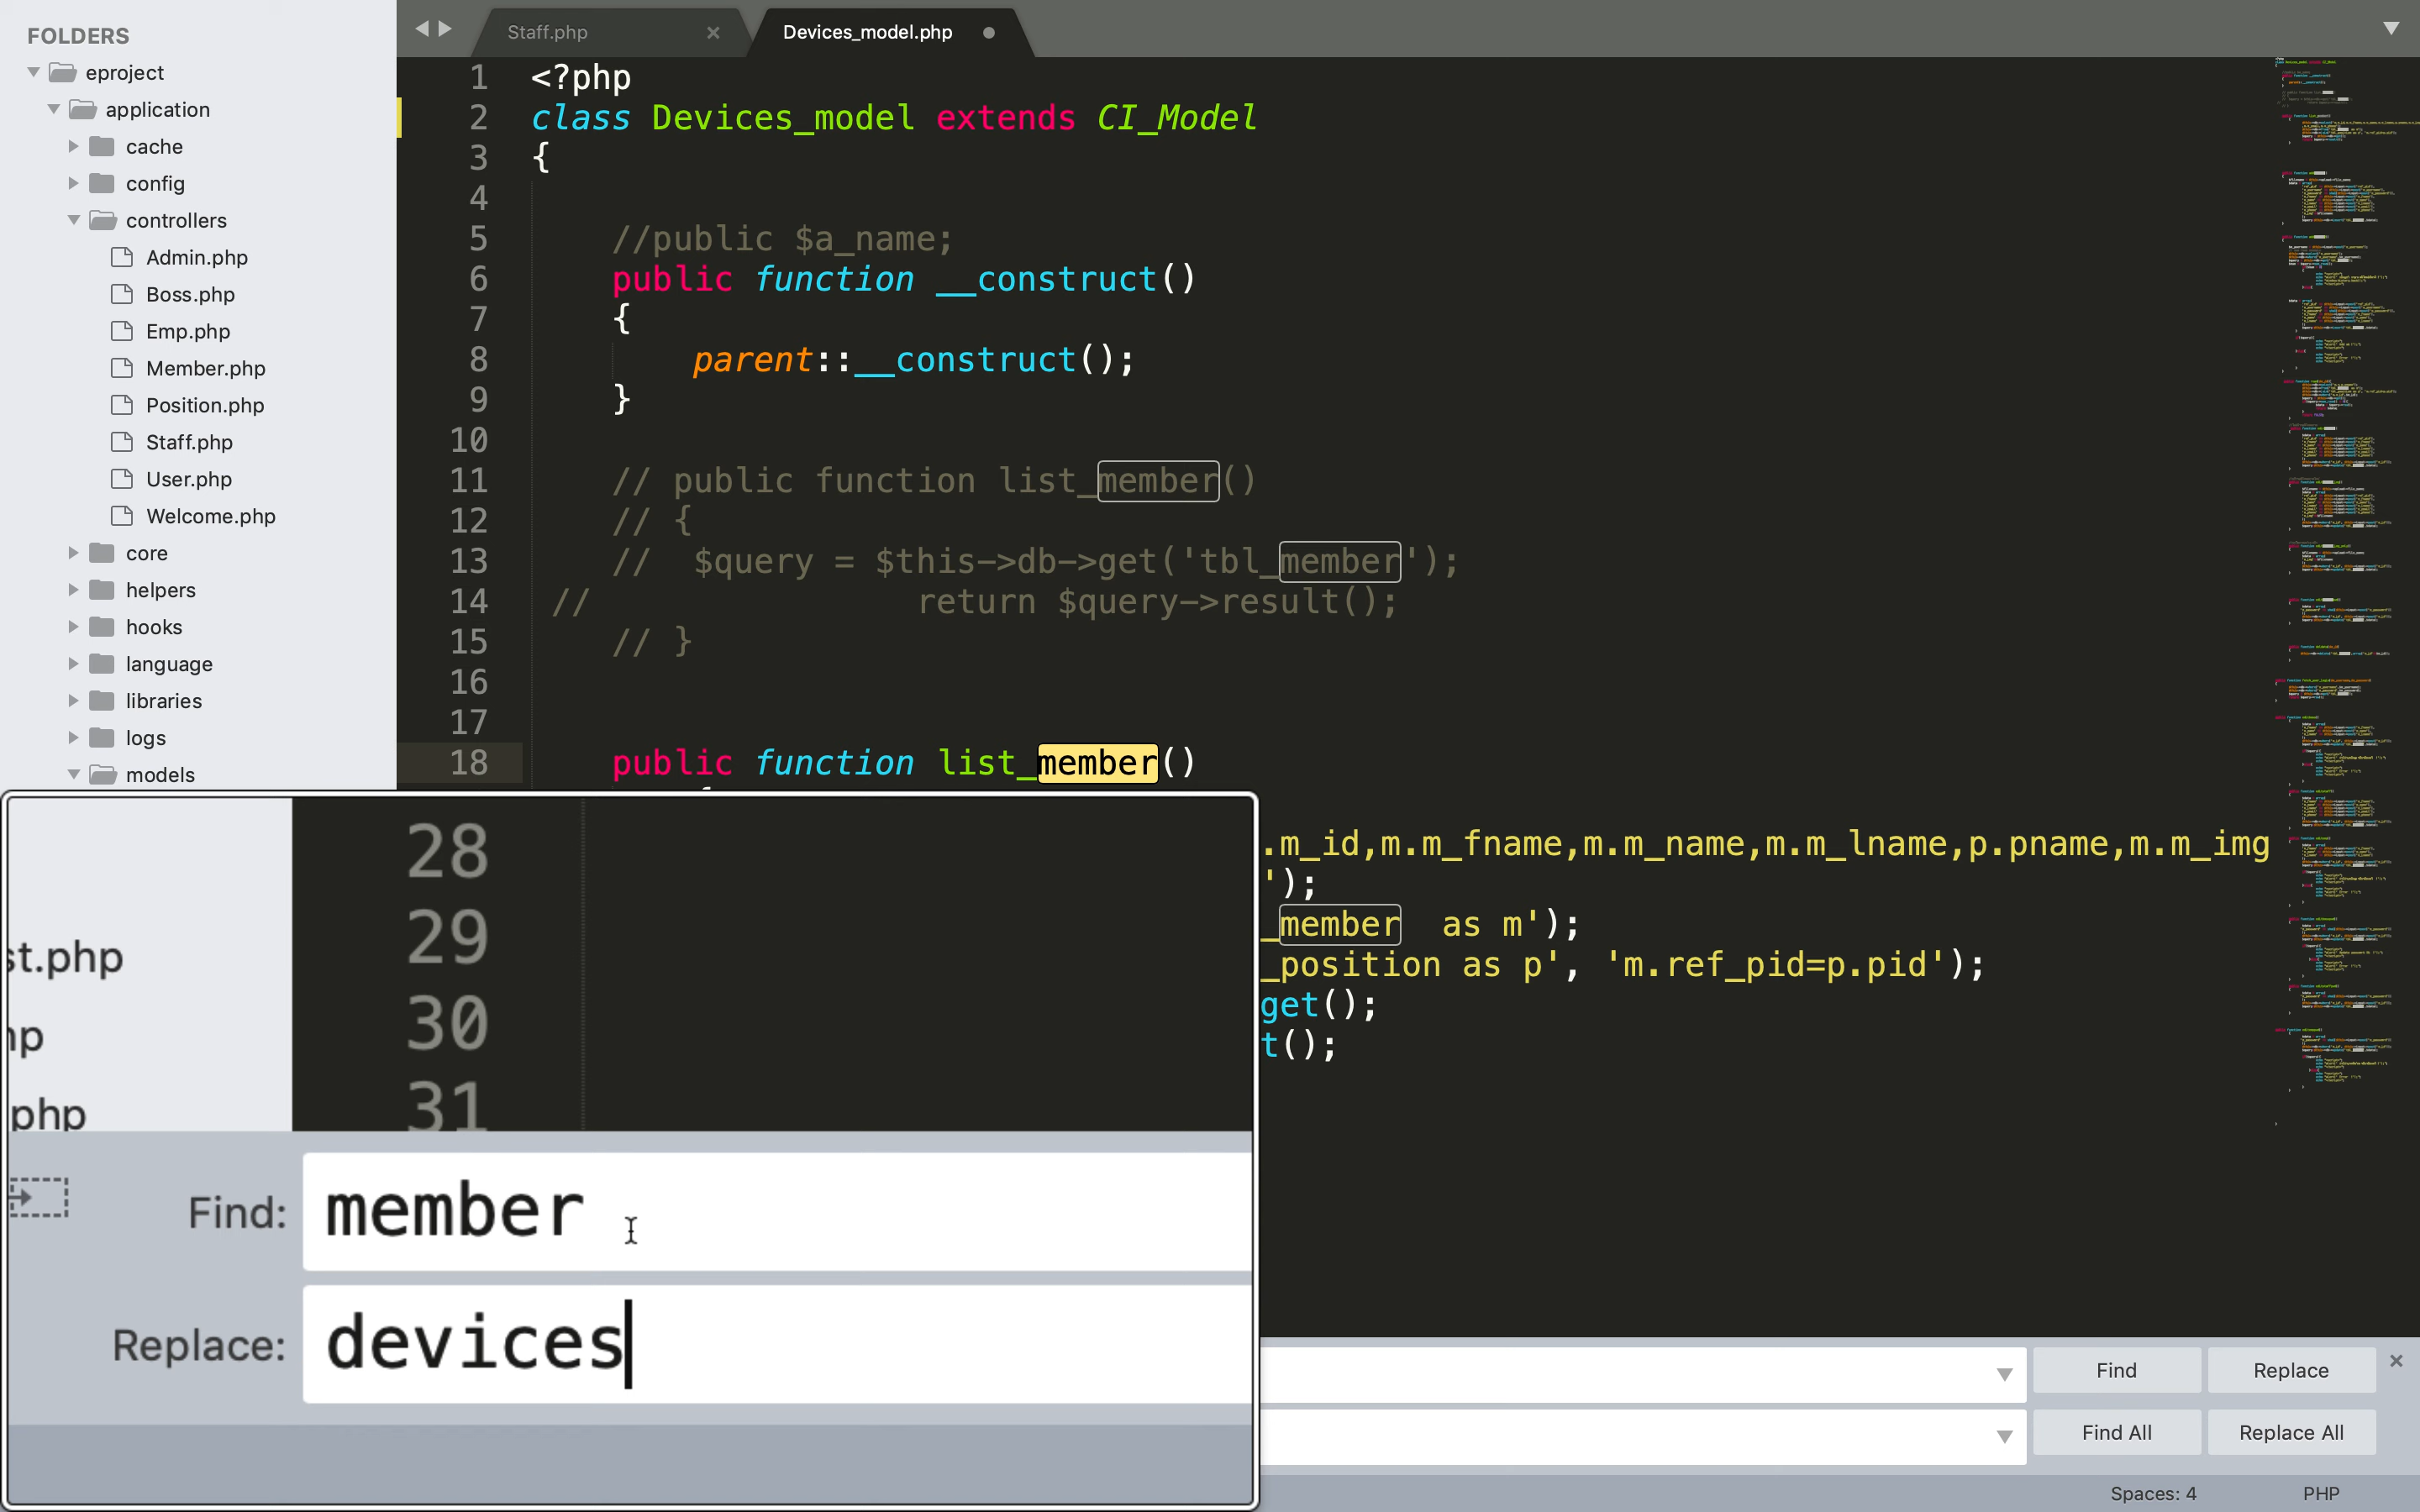 FOLDERS
eproject
application
cache
config
controllers
Admin.php
Boss.php
Emp.php
Member.php
Position.php
Staff.php
User.php
Welcome.php
core
helpers
hooks
language
libraries
logs
models
Staff.php
Devices_model.php
1 <?php
2 class Devices_model extends CI_Model
3 {
4
5 //public $a_name;
6 public function __construct()
7 {
8 parent::__construct();
9 }
10
11 // public function list_member()
12 // {
13 // $query = $this->db->get('tbl_member');
14 // return $query->result();
15 // }
16
17
18 public function list_member()
.m_id,m.m_fname,m.m_name,m.m_lname,p.pname,m.m_img
');
_member as m');
_position as p', 'm.ref_pid=p.pid');
get();
t();
28
29
st.php
30
php
31
Find: member
Replace: devices
Find Replace
Find All Replace All
Spaces: 4 PHP